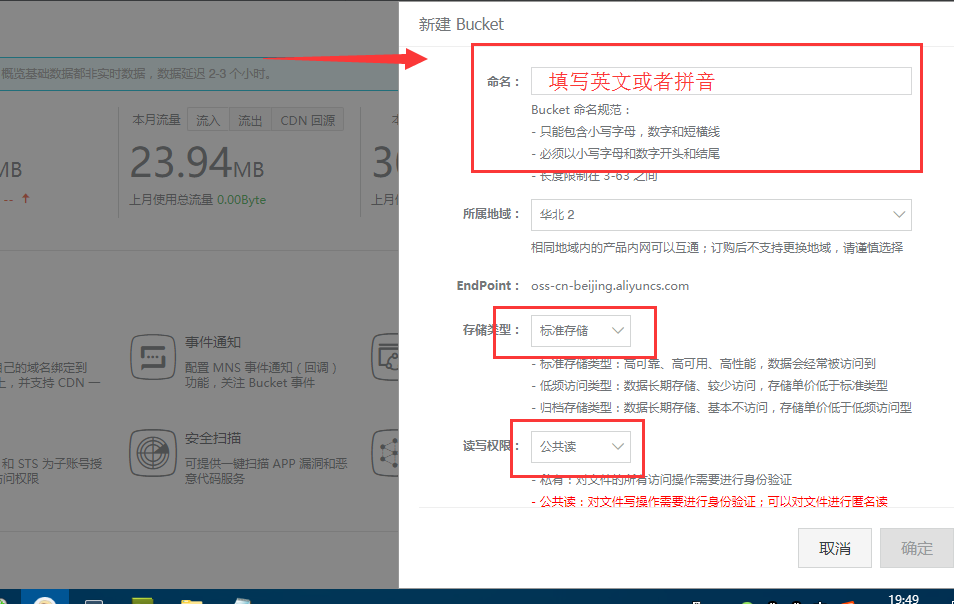 新建 Bucket
命名：
填写英文或者拼音
Bucket 命名规范：
- 只能包含小写字母，数字和短横线
- 必须以小写字母和数字开头和结尾
- 长度限制在 3-63 之间
所属地域：
华北 2
相同地域内的产品内网可以互通；订购后不支持更换地域，请谨慎选择
EndPoint：
oss-cn-beijing.aliyuncs.com
存储类型：
标准存储
- 标准存储类型：高可靠、高可用、高性能，数据会经常被访问到
- 低频访问类型：数据长期存储、较少访问，存储单价低于标准类型
- 归档存储类型：数据长期存储、基本不访问，存储单价低于低频访问型
读写权限：
公共读
- 私有：对文件的所有访问操作需要进行身份验证
- 公共读：对文件写操作需要进行身份验证；可以对文件进行匿名读
取消
确定
概览基础数据都非实时数据，数据延迟 2-3 个小时。
本月流量 流入 流出 CDN 回源
MB
23.94MB
-- ↑
上月使用总流量 0.00Byte
上月
事件通知
配置 MNS 事件通知（回调）
功能，关注 Bucket 事件
自己的域名绑定到
上，并支持 CDN 一
安全扫描
可提供一键扫描 APP 漏洞和恶
意代码服务
和 STS 为子账号授
访问权限
19:49